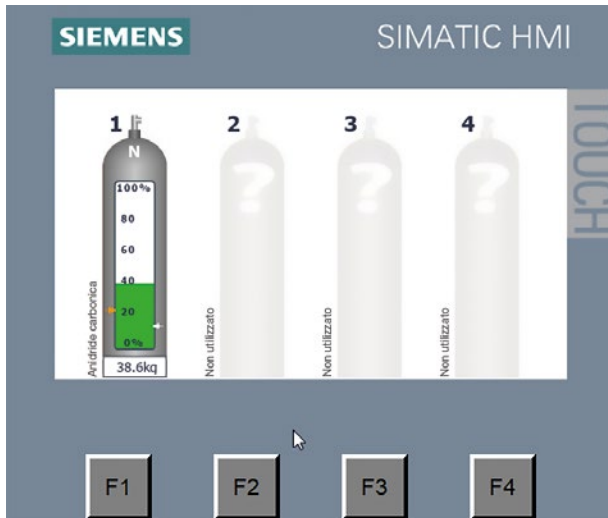 SIEMENS
SIMATIC HMI
TOUCH
1
2
3
4
N
?
?
?
100%
80
60
40
20
0%
Anidride carbonica
Non utilizzato
Non utilizzato
Non utilizzato
38.6kg
F1
F2
F3
F4